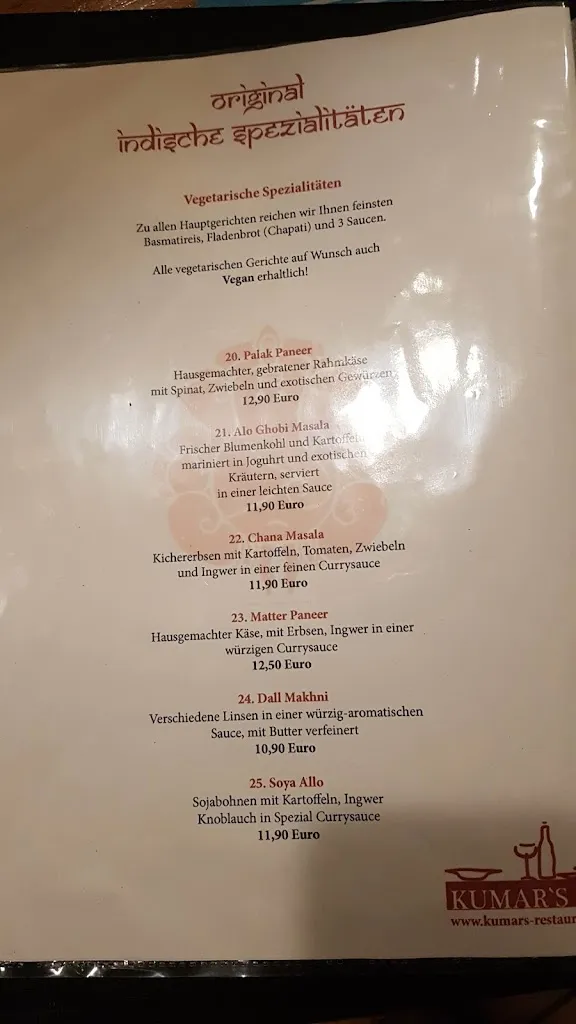 original
indische spezialitäten
Vegetarische Spezialitäten
Zu allen Hauptgerichten reichen wir Ihnen feinsten
Basmatireis, Fladenbrot (Chapati) und 3 Saucen.
Alle vegetarischen Gerichte auf Wunsch auch
Vegan erhaltlich!
20. Palak Paneer
Hausgemachter, gebratener Rahmkäse
mit Spinat, Zwiebeln und exotischen Gewürzen
12,90 Euro
21. Alo Ghobi Masala
Frischer Blumenkohl und Kartoffeln
mariniert in Joguhrt und exotischen
Kräutern, serviert
in einer leichten Sauce
11,90 Euro
22. Chana Masala
Kichererbsen mit Kartoffeln, Tomaten, Zwiebeln
und Ingwer in einer feinen Currysauce
11,90 Euro
23. Matter Paneer
Hausgemachter Käse, mit Erbsen, Ingwer in einer
würzigen Currysauce
12,50 Euro
24. Dall Makhni
Verschiedene Linsen in einer würzig-aromatischen
Sauce, mit Butter verfeinert
10,90 Euro
25. Soya Allo
Sojabohnen mit Kartoffeln, Ingwer
Knoblauch in Spezial Currysauce
11,90 Euro
KUMAR`S
www.kumars-restaur